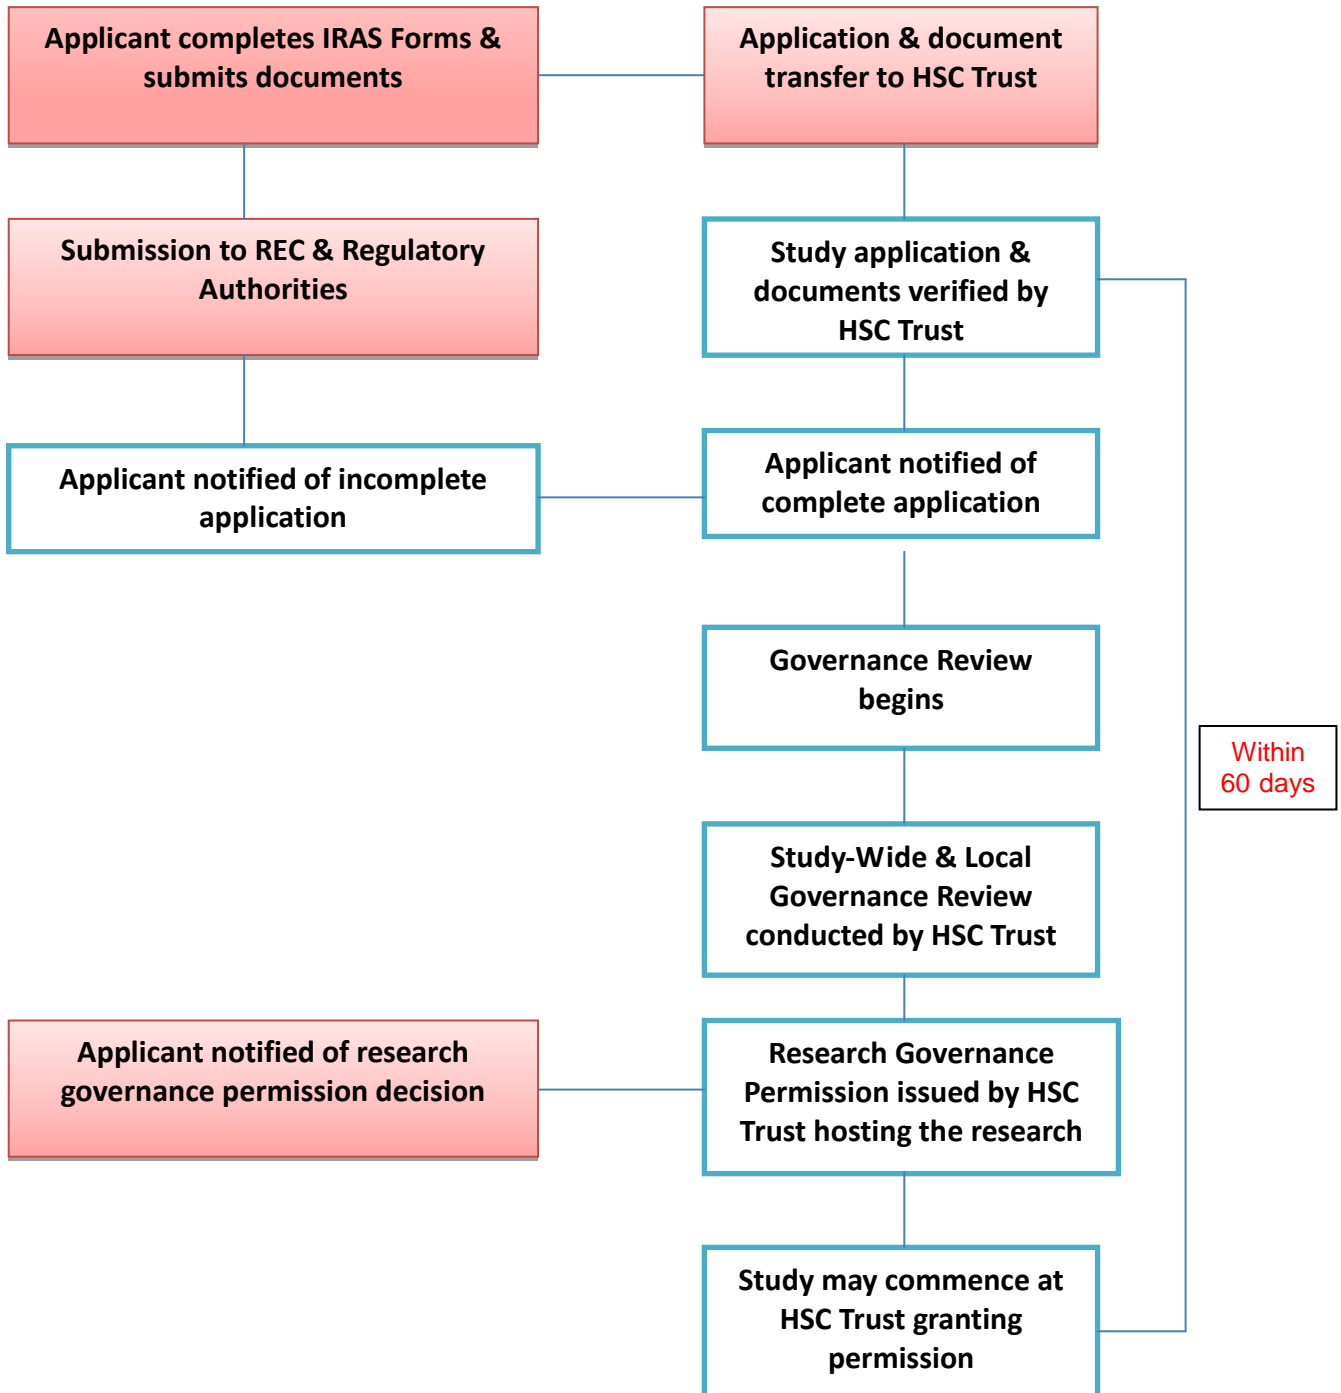 Applicant completes IRAS Forms &
submits documents
Application & document
transfer to HSC Trust
Submission to REC & Regulatory
Authorities
Study application &
documents verified by
HSC Trust
Applicant notified of incomplete
application
Applicant notified of
complete application
Governance Review
begins
Within
60 days
Study-Wide & Local
Governance Review
conducted by HSC Trust
Applicant notified of research
governance permission decision
Research Governance
Permission issued by HSC
Trust hosting the research
Study may commence at
HSC Trust granting
permission